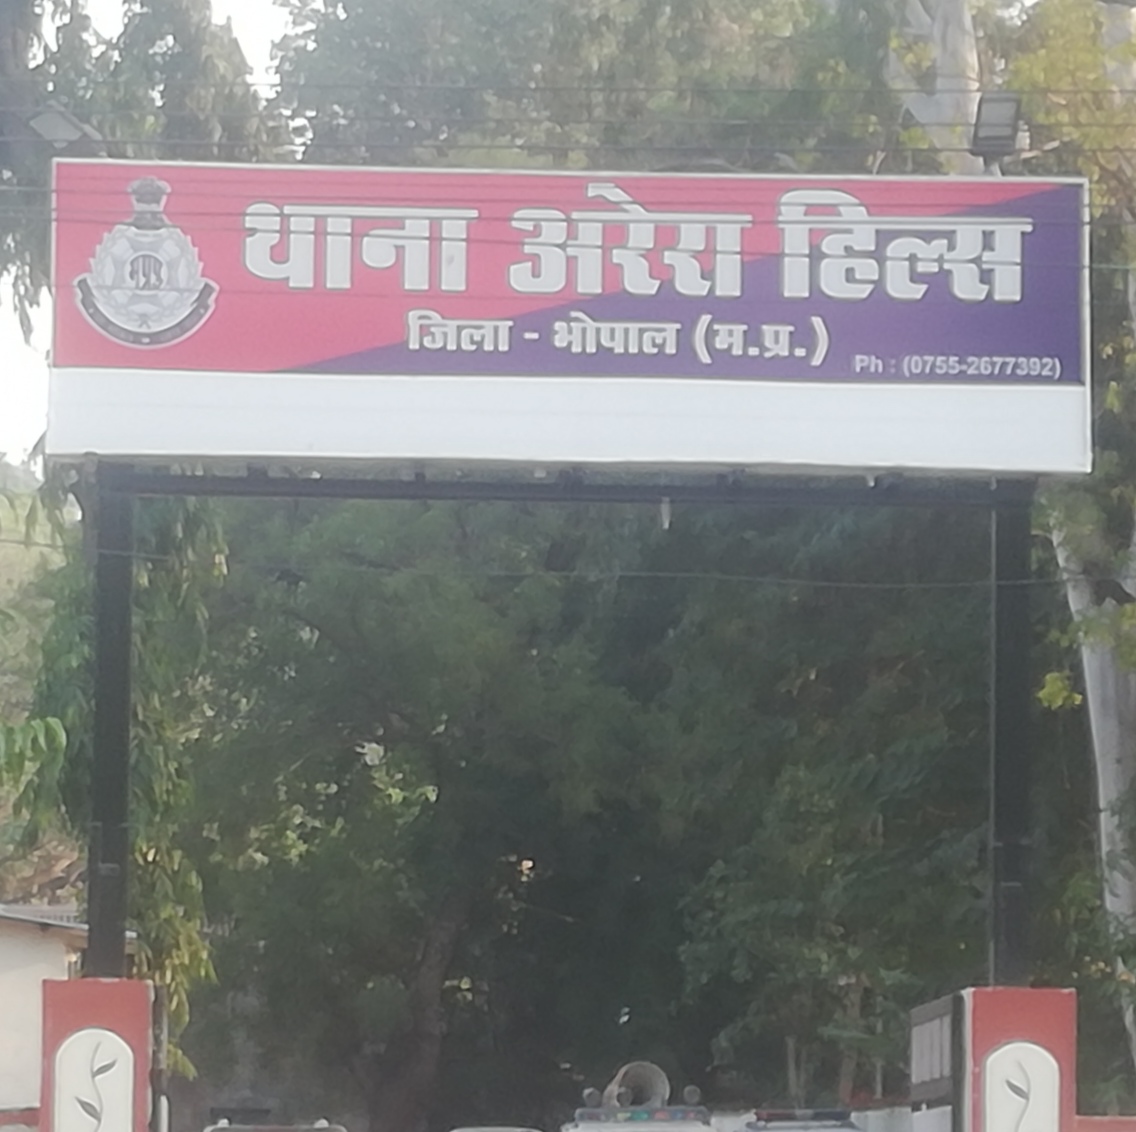 थाना अरेरा हिल्स
जिला - भोपाल (म.प्र.)
Ph : (0755-2677392)